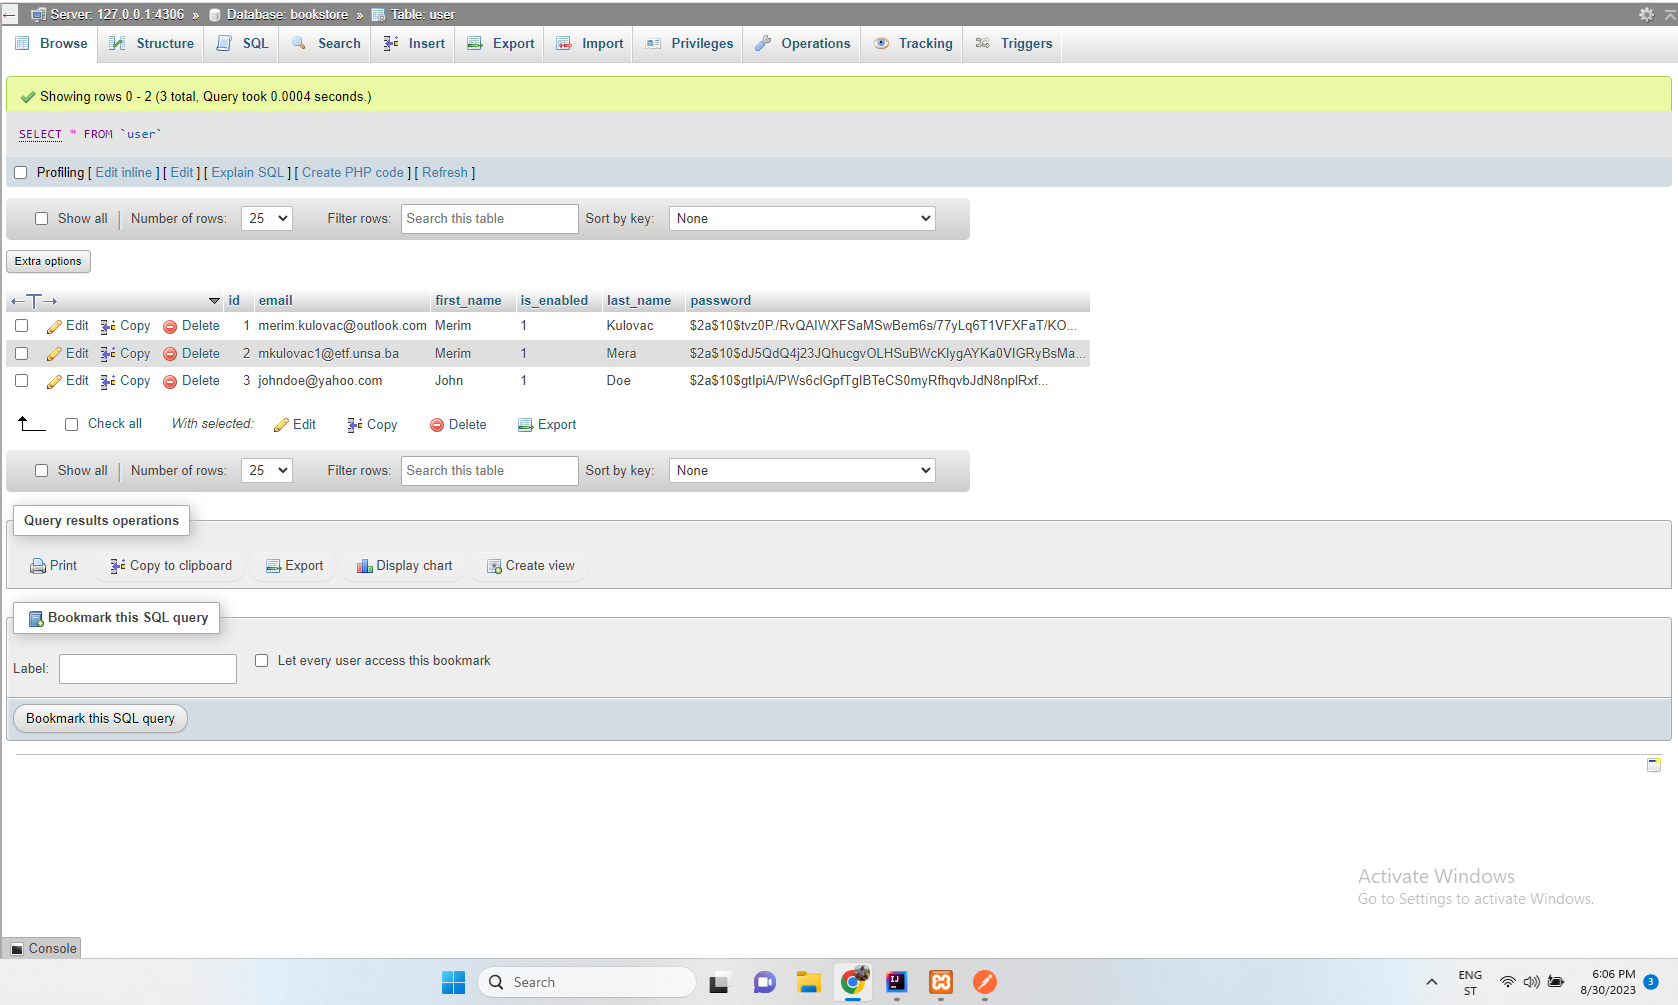 Server: 127.0.0.1:4306 » Database: bookstore » Table: user
Browse Structure SQL Search Insert Export Import Privileges Operations Tracking Triggers
Showing rows 0 - 2 (3 total, Query took 0.0004 seconds.)
SELECT * FROM `user`
Profiling [ Edit inline ] [ Edit ] [ Explain SQL ] [ Create PHP code ] [ Refresh ]
Show all Number of rows: 25 Filter rows: Search this table Sort by key: None
Extra options
id email first_name is_enabled last_name password
Edit Copy Delete 1 merim.kulovac@outlook.com Merim 1 Kulovac $2a$10$tvz0P./RvQAIWXFSaMSwBem6s/77yLq6T1VFXFaT/KO...
Edit Copy Delete 2 mkulovac1@etf.unsa.ba Merim 1 Mera $2a$10$dJ5QdQ4j23JQhucgvOLHSuBWcKIygAYKa0VIGRyBsMa...
Edit Copy Delete 3 johndoe@yahoo.com John 1 Doe $2a$10$gtIpiA/PWs6cIGpfTgIBTeCS0myRfhqvbJdN8npIRxf...
Check all With selected: Edit Copy Delete Export
Show all Number of rows: 25 Filter rows: Search this table Sort by key: None
Query results operations
Print Copy to clipboard Export Display chart Create view
Bookmark this SQL query
Label: Let every user access this bookmark
Bookmark this SQL query
Activate Windows
Go to Settings to activate Windows.
Console
Search
ENG
ST
6:06 PM
8/30/2023
3